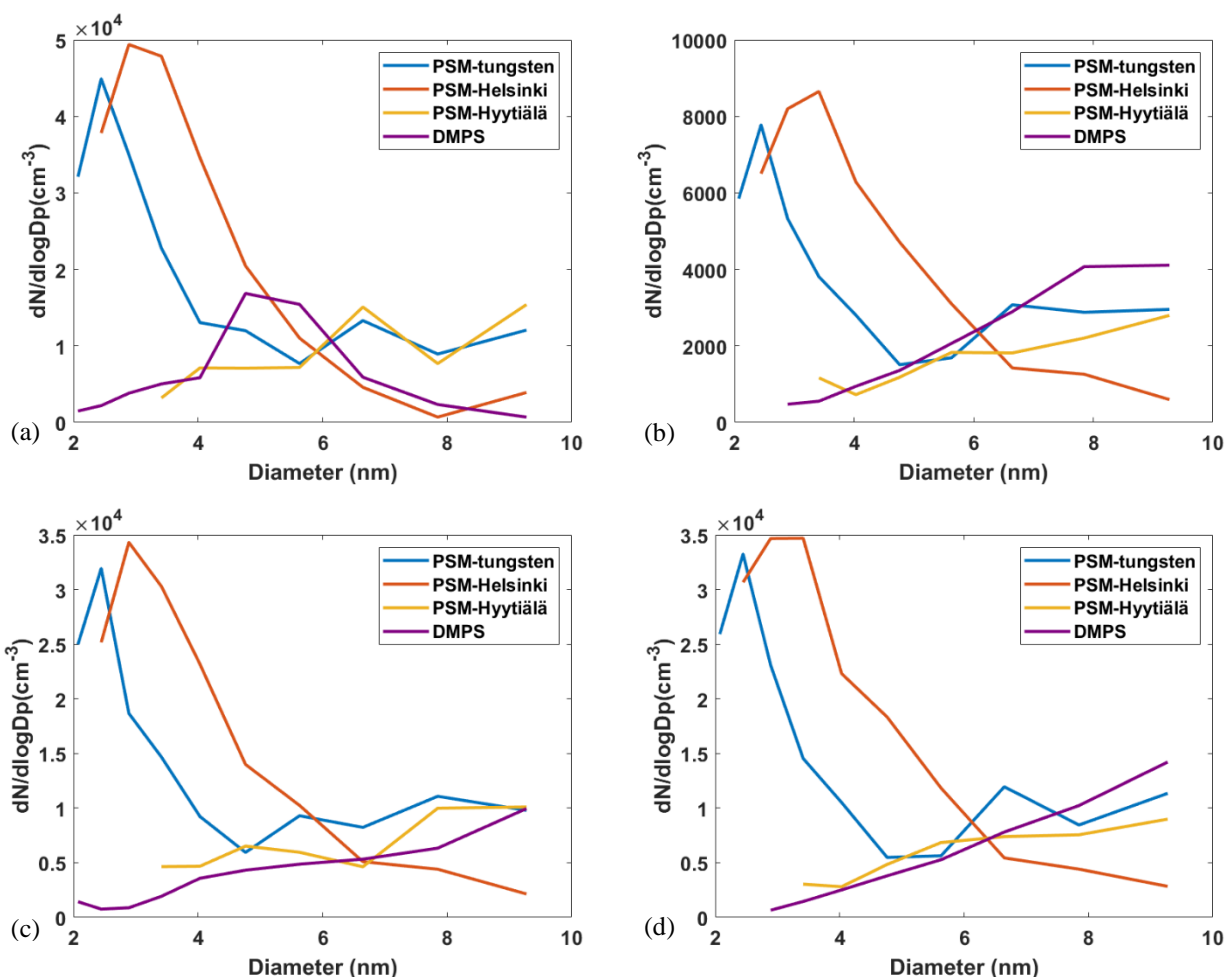 ×10^4
5
4
3
2
1
0
dN/dlogDp(cm^-3)
2 4 6 8 10
Diameter (nm)
PSM-tungsten
PSM-Helsinki
PSM-Hyytiälä
DMPS
(a)
10000
8000
6000
4000
2000
0
dN/dlogDp(cm^-3)
2 4 6 8 10
Diameter (nm)
PSM-tungsten
PSM-Helsinki
PSM-Hyytiälä
DMPS
(b)
×10^4
3.5
3
2.5
2
1.5
1
0.5
0
dN/dlogDp(cm^-3)
2 4 6 8 10
Diameter (nm)
PSM-tungsten
PSM-Helsinki
PSM-Hyytiälä
DMPS
(c)
×10^4
3.5
3
2.5
2
1.5
1
0.5
0
dN/dlogDp(cm^-3)
2 4 6 8 10
Diameter (nm)
PSM-tungsten
PSM-Helsinki
PSM-Hyytiälä
DMPS
(d)